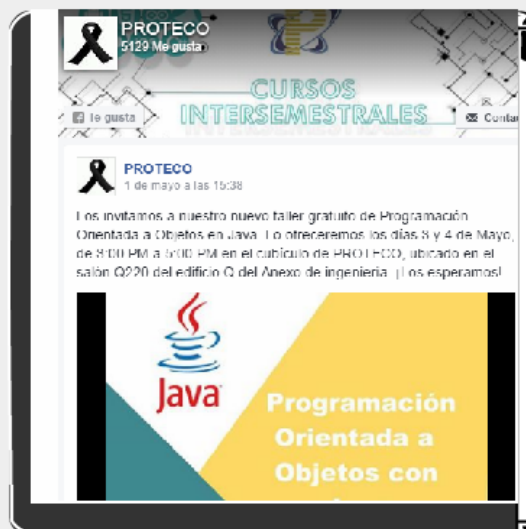 PROTECO
5129 Me gusta
CURSOS
INTERSEMESTRALES
Te gusta
PROTECO
1 de mayo a las 15:38
Los invitamos a nuestro nuevo taller gratuito de Programación
Orientada a Objetos en Java. Lo ofreceremos los días 3 y 4 de Mayo,
de 3:00 PM a 5:00 PM en el cubículo de PROTECO, ubicado en el
salón Q220 del edificio Q del Anexo de ingeniería. ¡Los esperamos!
Java
Programación
Orientada a
Objetos con